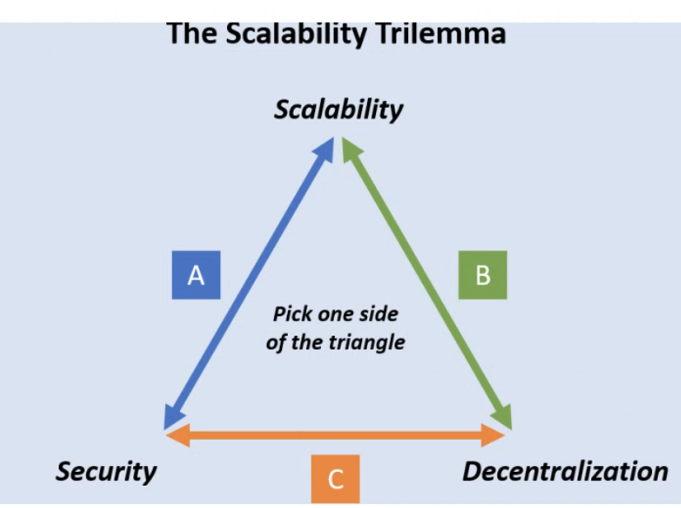 The Scalability Trilemma
Scalability
A
B
Pick one side
of the triangle
Security
C
Decentralization